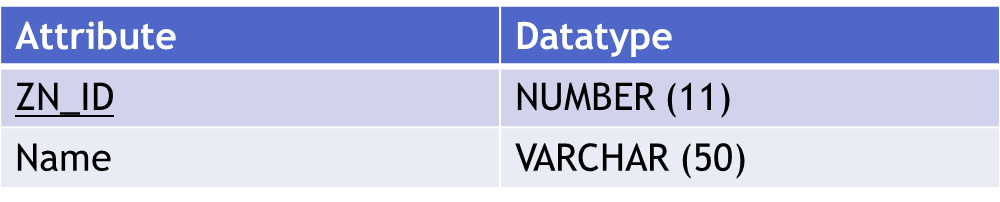 Attribute Datatype
ZN_ID NUMBER (11)
Name VARCHAR (50)